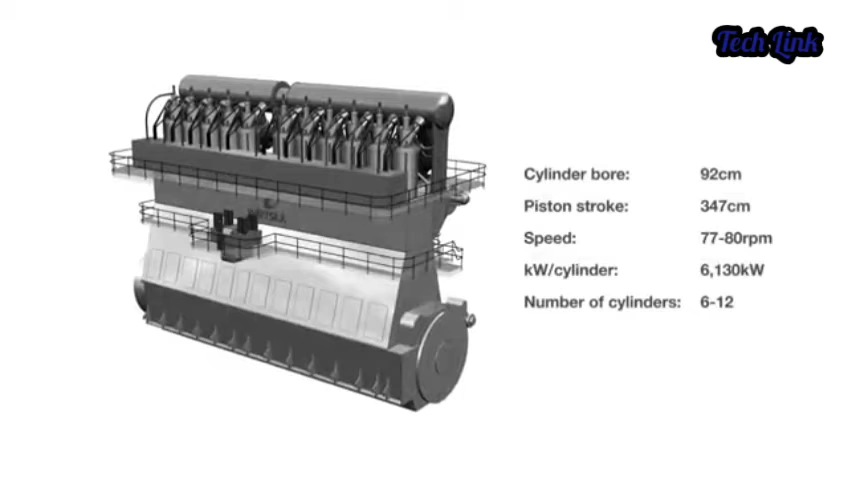 Tech Link
Cylinder bore: 92cm
Piston stroke: 347cm
Speed: 77-80rpm
kW/cylinder: 6,130kW
Number of cylinders: 6-12